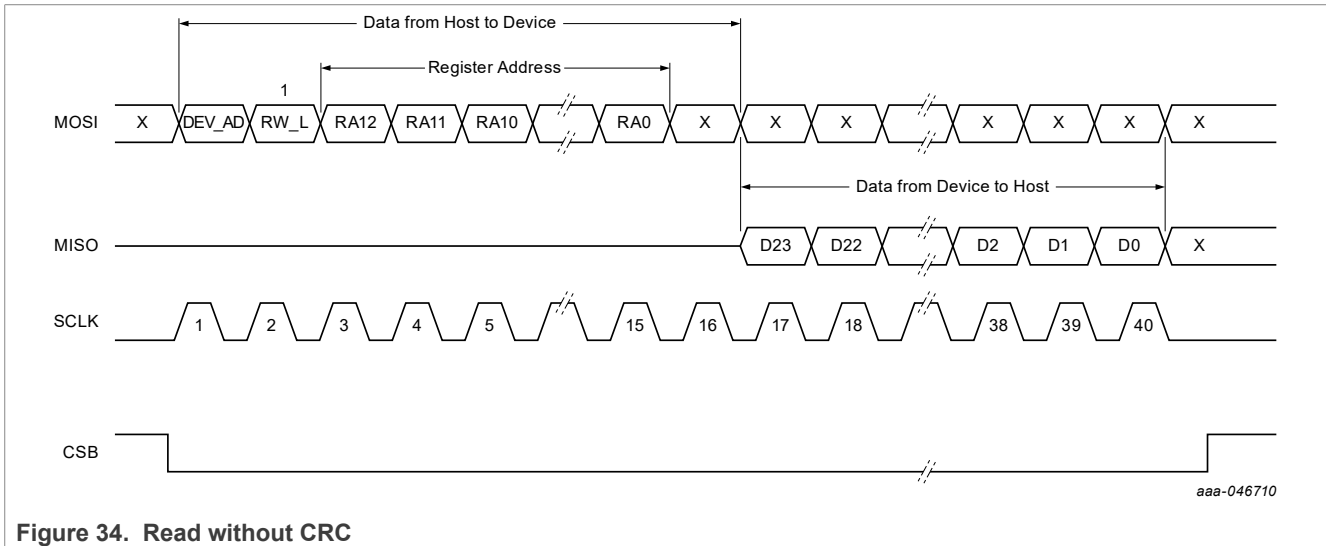 Data from Host to Device
Register Address
1
MOSI X DEV_AD RW_L RA12 RA11 RA10 RA0 X X X X X X X
Data from Device to Host
MISO D23 D22 D2 D1 D0 X
SCLK 1 2 3 4 5 15 16 17 18 38 39 40
CSB
aaa-046710
Figure 34. Read without CRC